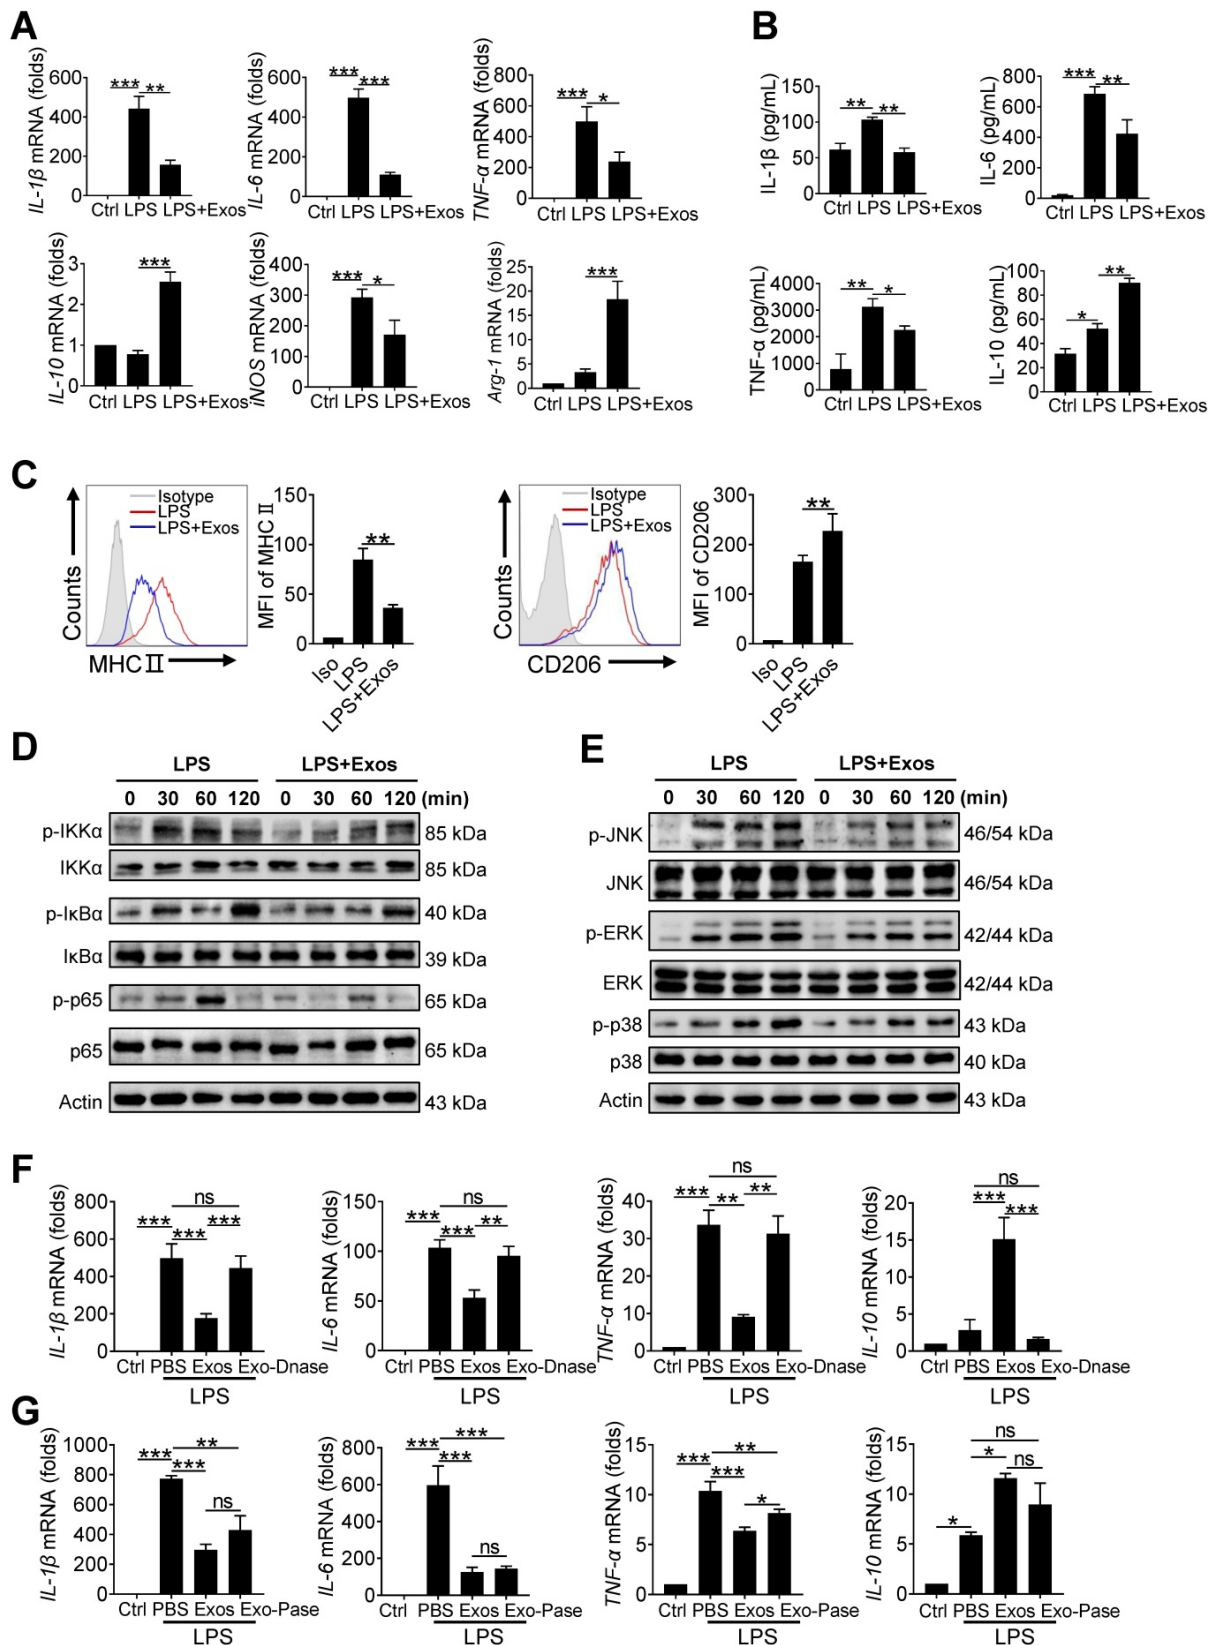 A
B
IL-1β mRNA (folds)
600
400
200
0
***
**
Ctrl LPS LPS+Exos
IL-6 mRNA (folds)
600
400
200
0
***
***
Ctrl LPS LPS+Exos
TNF-α mRNA (folds)
800
600
400
200
0
***
*
Ctrl LPS LPS+Exos
IL-1β (pg/mL)
150
100
50
0
**
**
Ctrl LPS LPS+Exos
IL-6 (pg/mL)
800
600
400
200
0
***
**
Ctrl LPS LPS+Exos
IL-10 mRNA (folds)
3
2
1
0
***
Ctrl LPS LPS+Exos
iNOS mRNA (folds)
400
300
200
100
0
***
*
Ctrl LPS LPS+Exos
Arg-1 mRNA (folds)
25
20
15
10
5
0
***
Ctrl LPS LPS+Exos
TNF-α (pg/mL)
4000
3000
2000
1000
0
**
*
Ctrl LPS LPS+Exos
IL-10 (pg/mL)
100
80
60
40
20
0
*
**
Ctrl LPS LPS+Exos
C
Counts
Isotype
LPS
LPS+Exos
MHC Ⅱ
MFI of MHC Ⅱ
150
100
50
0
**
Iso
LPS
LPS+Exos
Counts
Isotype
LPS
LPS+Exos
CD206
MFI of CD206
300
200
100
0
**
Iso
LPS
LPS+Exos
D
LPS LPS+Exos
0 30 60 120 0 30 60 120 (min)
p-IKKα 85 kDa
IKKα 85 kDa
p-IκBα 40 kDa
IκBα 39 kDa
p-p65 65 kDa
p65 65 kDa
Actin 43 kDa
E
LPS LPS+Exos
0 30 60 120 0 30 60 120 (min)
p-JNK 46/54 kDa
JNK 46/54 kDa
p-ERK 42/44 kDa
ERK 42/44 kDa
p-p38 43 kDa
p38 40 kDa
Actin 43 kDa
F
IL-1β mRNA (folds)
800
600
400
200
0
ns
***
***
***
Ctrl PBS Exos Exo-Dnase
LPS
IL-6 mRNA (folds)
150
100
50
0
ns
***
***
**
Ctrl PBS Exos Exo-Dnase
LPS
TNF-α mRNA (folds)
40
30
20
10
0
ns
***
**
**
Ctrl PBS Exos Exo-Dnase
LPS
IL-10 mRNA (folds)
20
15
10
5
0
ns
***
***
Ctrl PBS Exos Exo-Dnase
LPS
G
IL-1β mRNA (folds)
1000
800
600
400
200
0
**
***
***
ns
Ctrl PBS Exos Exo-Pase
LPS
IL-6 mRNA (folds)
800
600
400
200
0
***
***
***
ns
Ctrl PBS Exos Exo-Pase
LPS
TNF-α mRNA (folds)
15
10
5
0
**
***
***
*
Ctrl PBS Exos Exo-Pase
LPS
IL-10 mRNA (folds)
15
10
5
0
ns
*
ns
*
Ctrl PBS Exos Exo-Pase
LPS